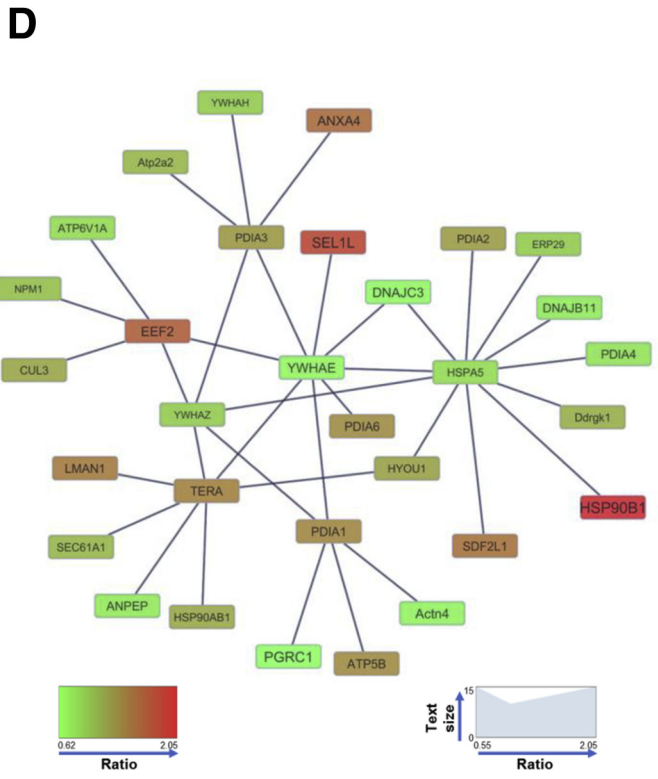 D
YWHAH
ANXA4
Atp2a2
ATP6V1A
PDIA3
SEL1L
PDIA2
ERP29
NPM1
DNAJC3
DNAJB11
EEF2
PDIA4
CUL3
YWHAE
HSPA5
YWHAZ
PDIA6
Ddrgk1
LMAN1
HYOU1
TERA
HSP90B1
PDIA1
SEC61A1
SDF2L1
ANPEP
HSP90AB1
Actn4
PGRC1
ATP5B
0.62 2.05
Ratio
Text size
15
0
0.55 2.05
Ratio